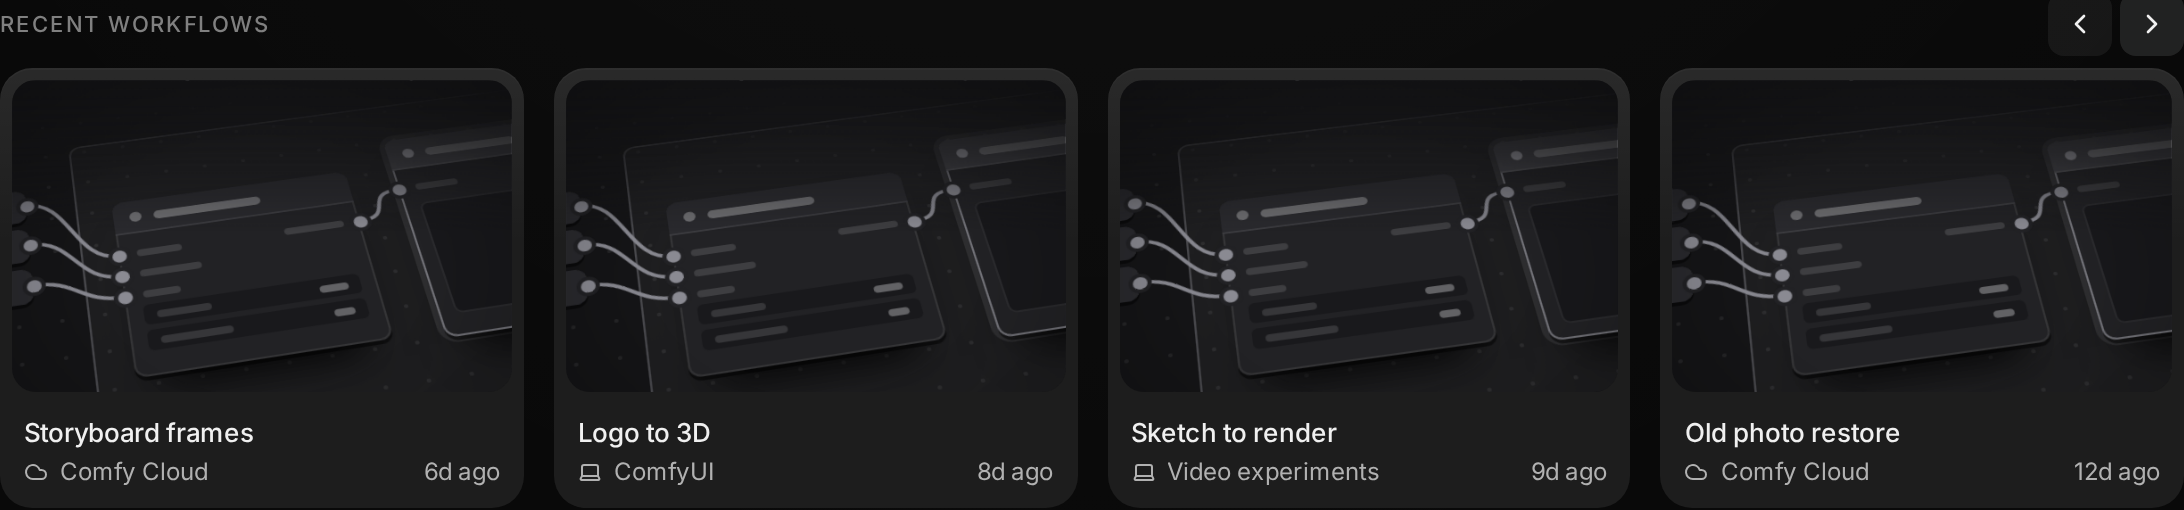 RECENT WORKFLOWS
Storyboard frames
Comfy Cloud 6d ago
Logo to 3D
ComfyUI 8d ago
Sketch to render
Video experiments 9d ago
Old photo restore
Comfy Cloud 12d ago